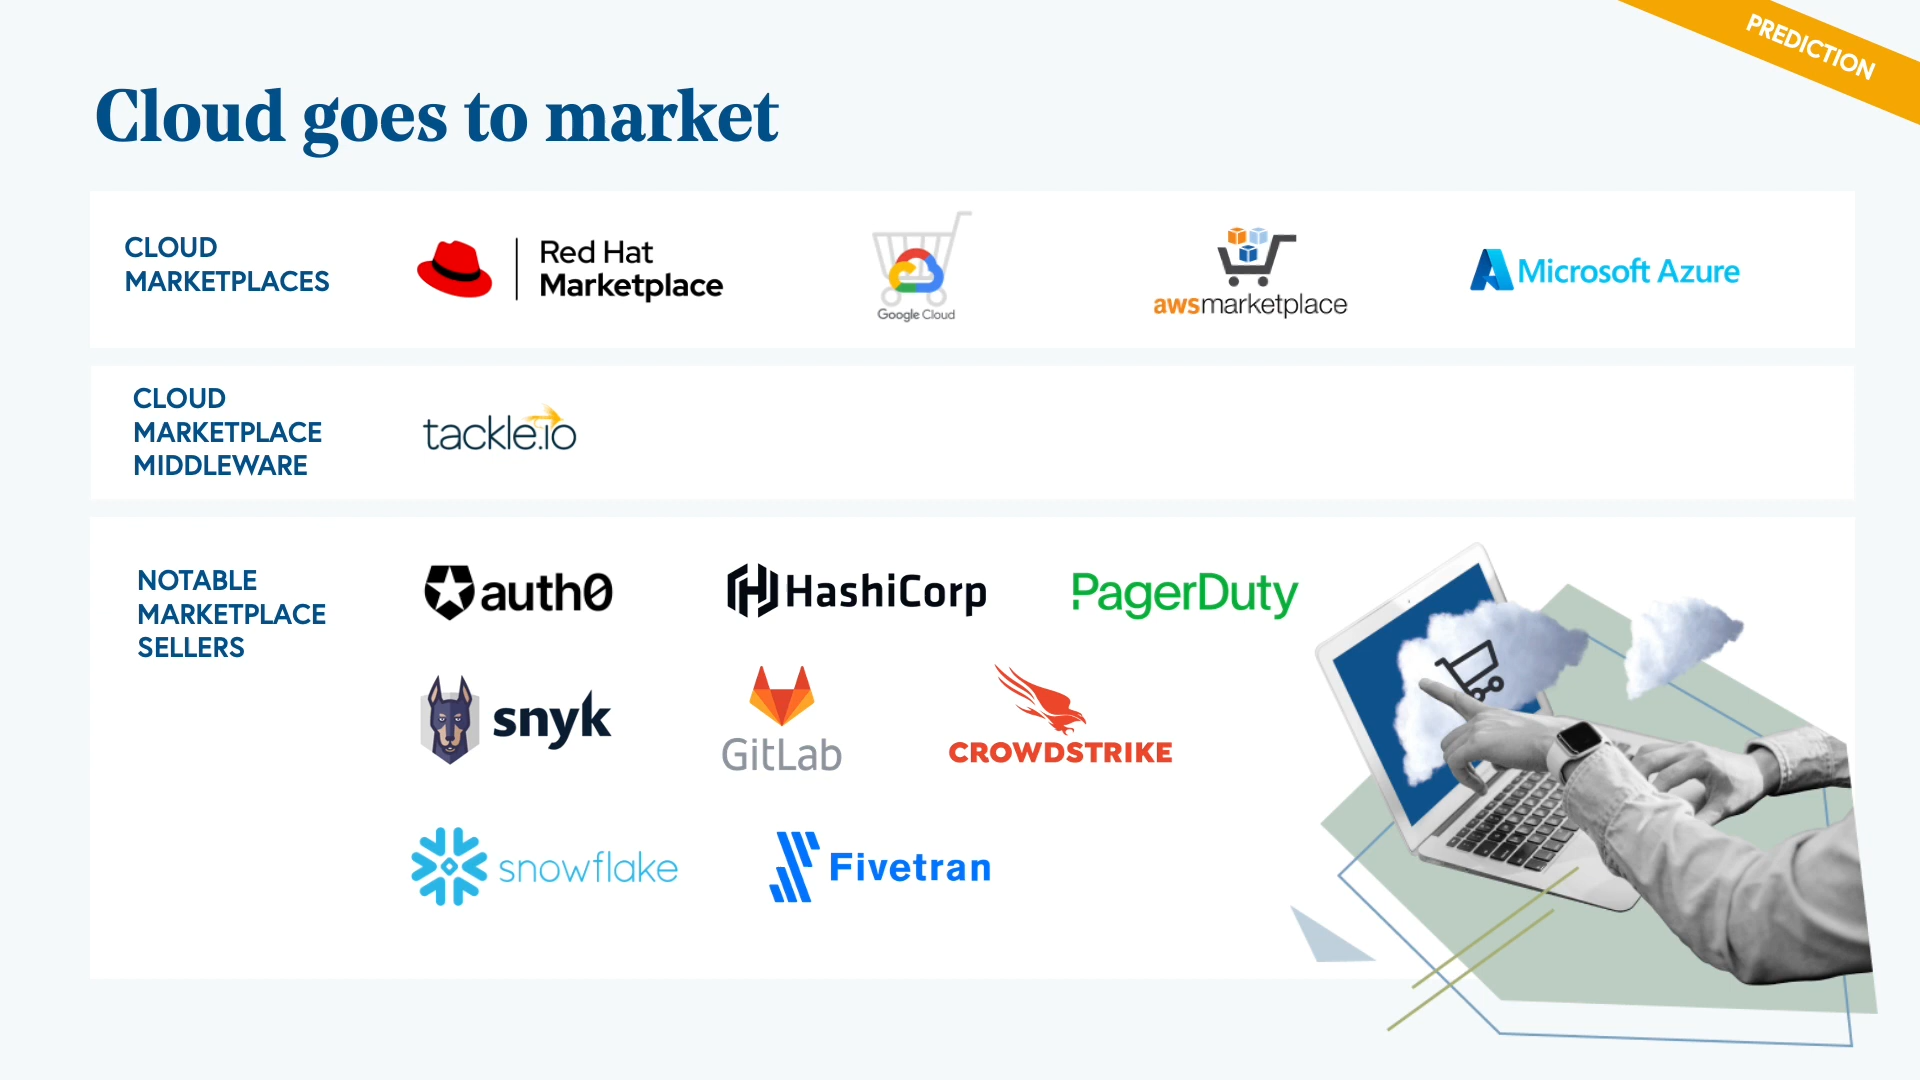 PREDICTION
Cloud goes to market
CLOUD
MARKETPLACES
Red Hat
Marketplace
Google Cloud
awsmarketplace
Microsoft Azure
CLOUD
MARKETPLACE
MIDDLEWARE
tackle.io
NOTABLE
MARKETPLACE
SELLERS
auth0
HashiCorp
PagerDuty
snyk
GitLab
CROWDSTRIKE
snowflake
Fivetran